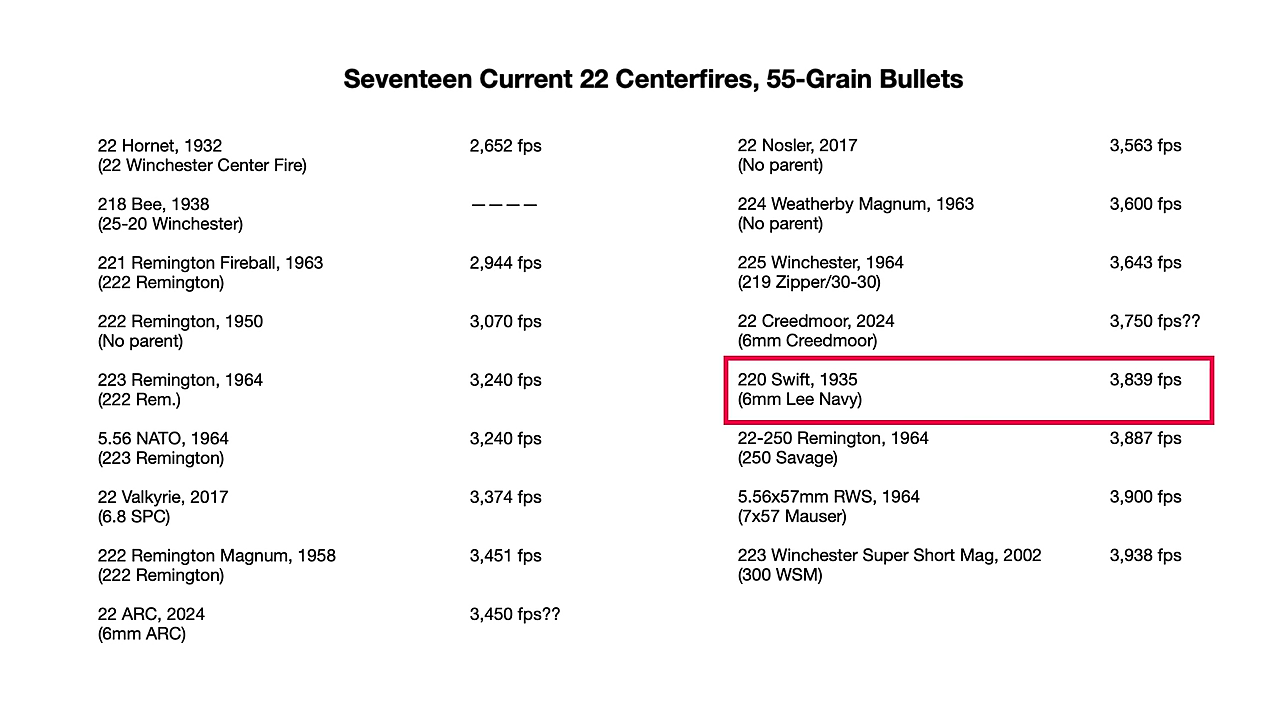 Seventeen Current 22 Centerfires, 55-Grain Bullets
22 Hornet, 1932 2,652 fps
(22 Winchester Center Fire)
218 Bee, 1938 ————
(25-20 Winchester)
221 Remington Fireball, 1963 2,944 fps
(222 Remington)
222 Remington, 1950 3,070 fps
(No parent)
223 Remington, 1964 3,240 fps
(222 Rem.)
5.56 NATO, 1964 3,240 fps
(223 Remington)
22 Valkyrie, 2017 3,374 fps
(6.8 SPC)
222 Remington Magnum, 1958 3,451 fps
(222 Remington)
22 ARC, 2024 3,450 fps??
(6mm ARC)
22 Nosler, 2017 3,563 fps
(No parent)
224 Weatherby Magnum, 1963 3,600 fps
(No parent)
225 Winchester, 1964 3,643 fps
(219 Zipper/30-30)
22 Creedmoor, 2024 3,750 fps??
(6mm Creedmoor)
220 Swift, 1935 3,839 fps
(6mm Lee Navy)
22-250 Remington, 1964 3,887 fps
(250 Savage)
5.56x57mm RWS, 1964 3,900 fps
(7x57 Mauser)
223 Winchester Super Short Mag, 2002 3,938 fps
(300 WSM)